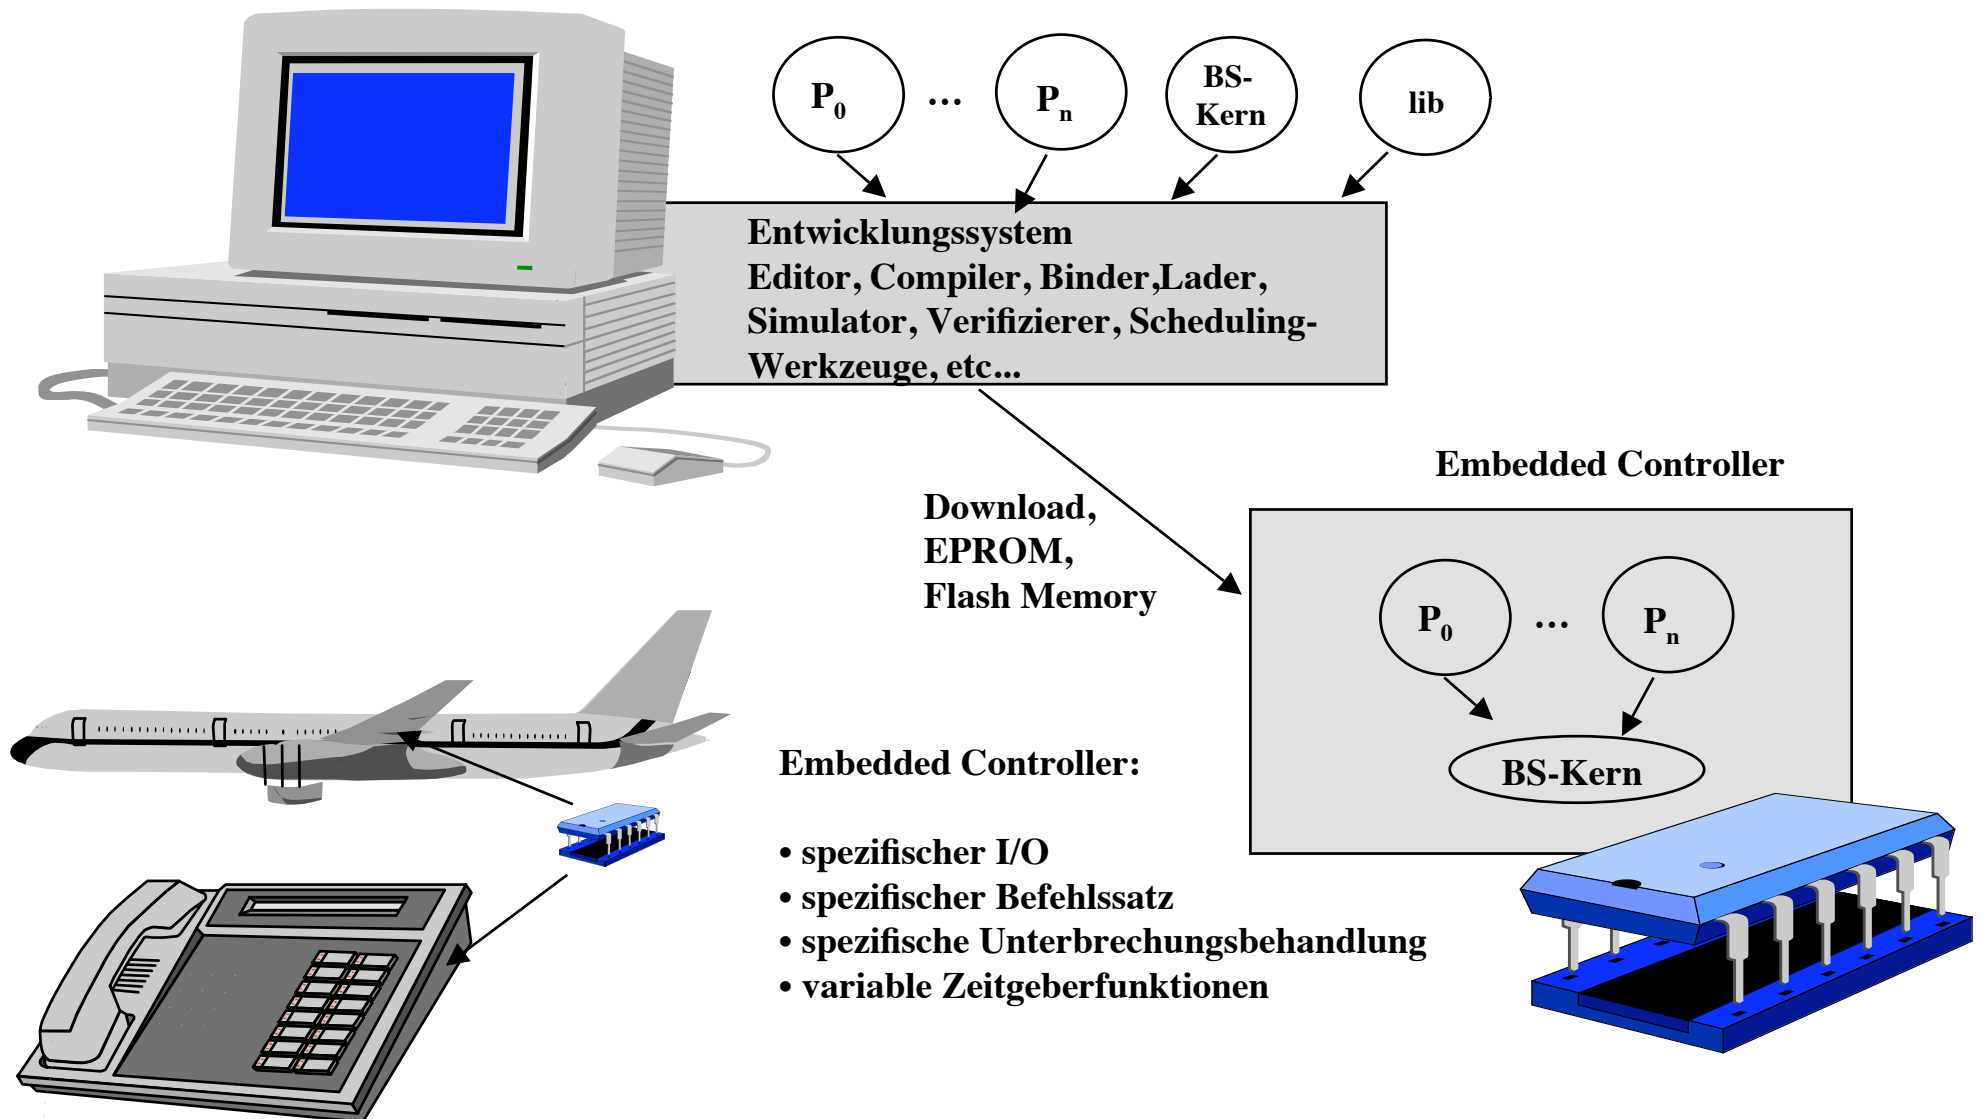 P0 ... Pn BS-
Kern lib
Entwicklungssystem
Editor, Compiler, Binder,Lader,
Simulator, Verifizierer, Scheduling-
Werkzeuge, etc...
Embedded Controller
Download,
EPROM,
Flash Memory
P0 ... Pn
BS-Kern
Embedded Controller:
• spezifischer I/O
• spezifischer Befehlssatz
• spezifische Unterbrechungsbehandlung
• variable Zeitgeberfunktionen